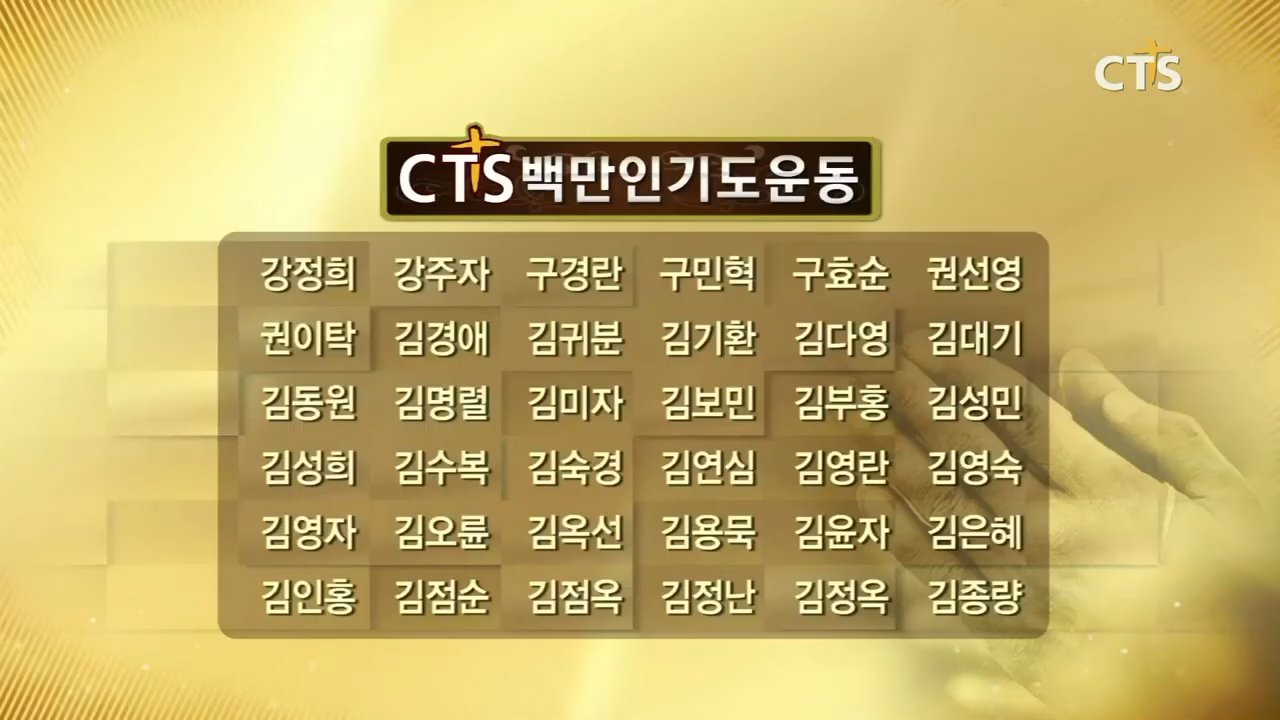 CTS
CTS백만인기도운동
강정희 강주자 구경란 구민혁 구효순 권선영
권이탁 김경애 김귀분 김기환 김다영 김대기
김동원 김명렬 김미자 김보민 김부홍 김성민
김성희 김수복 김숙경 김연심 김영란 김영숙
김영자 김오륜 김옥선 김용묵 김윤자 김은혜
김인홍 김점순 김점옥 김정난 김정옥 김종량